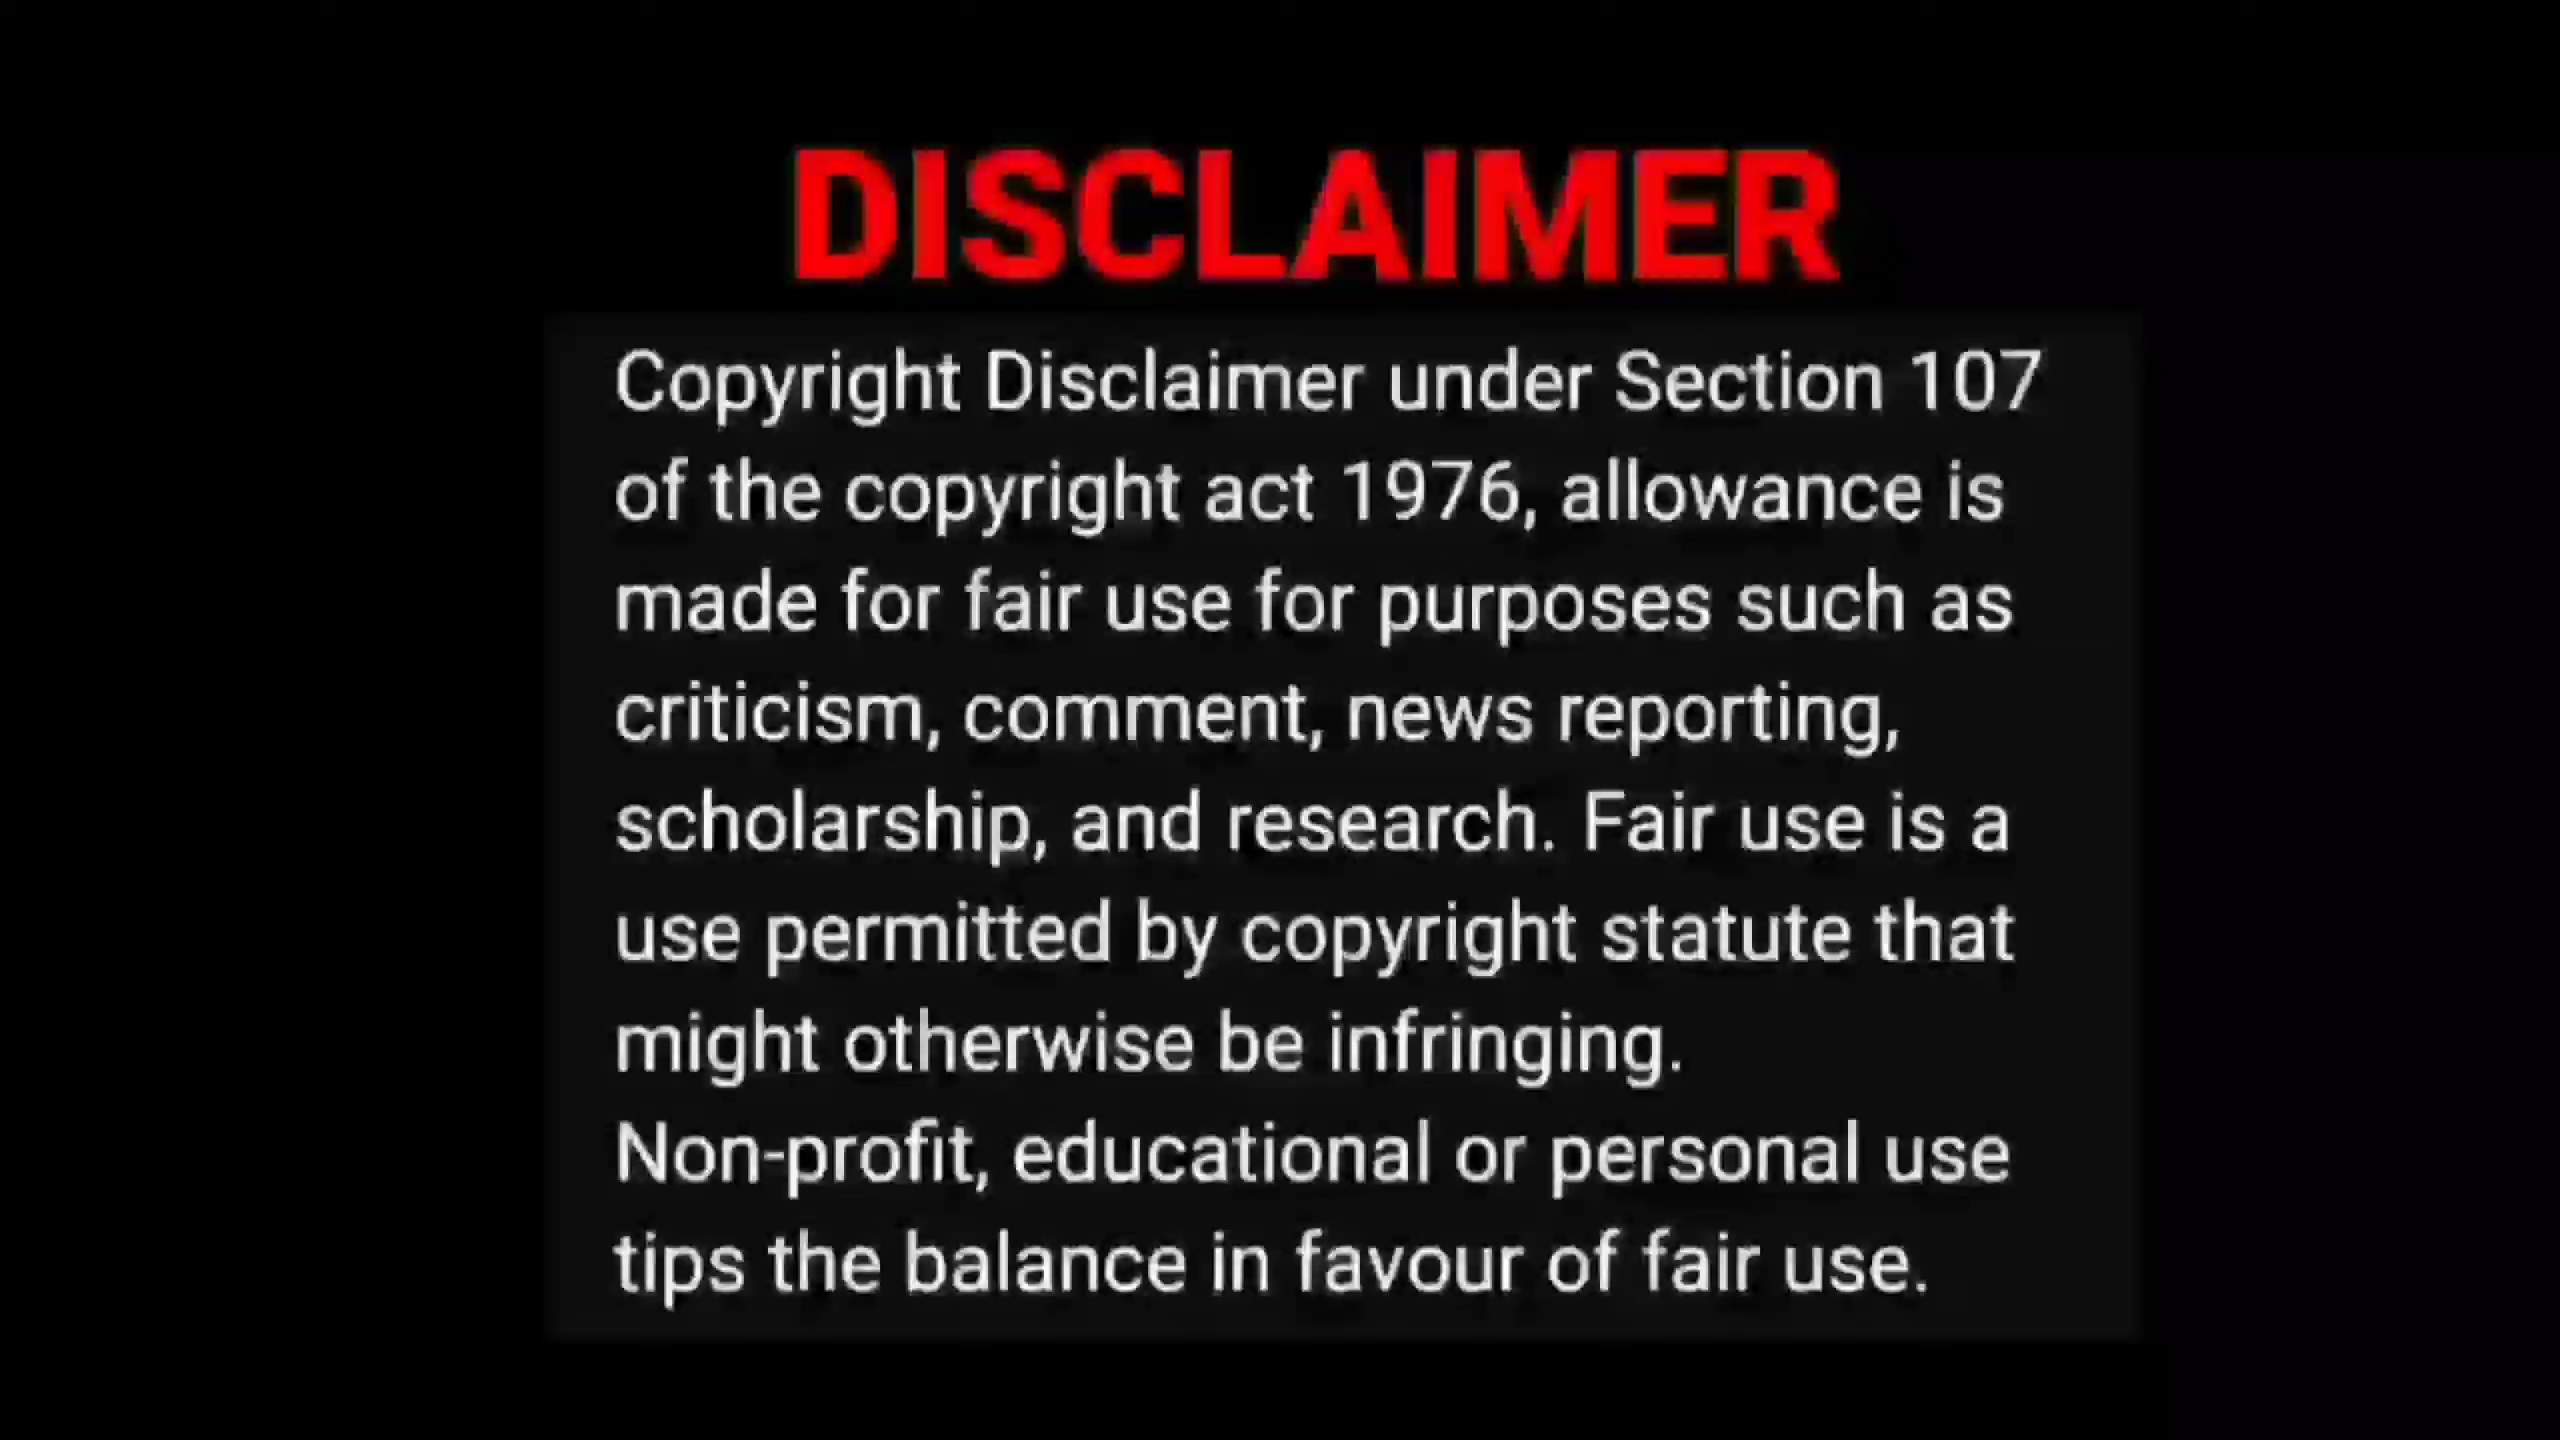 DISCLAIMER
Copyright Disclaimer under Section 107
of the copyright act 1976, allowance is
made for fair use for purposes such as
criticism, comment, news reporting,
scholarship, and research. Fair use is a
use permitted by copyright statute that
might otherwise be infringing.
Non-profit, educational or personal use
tips the balance in favour of fair use.